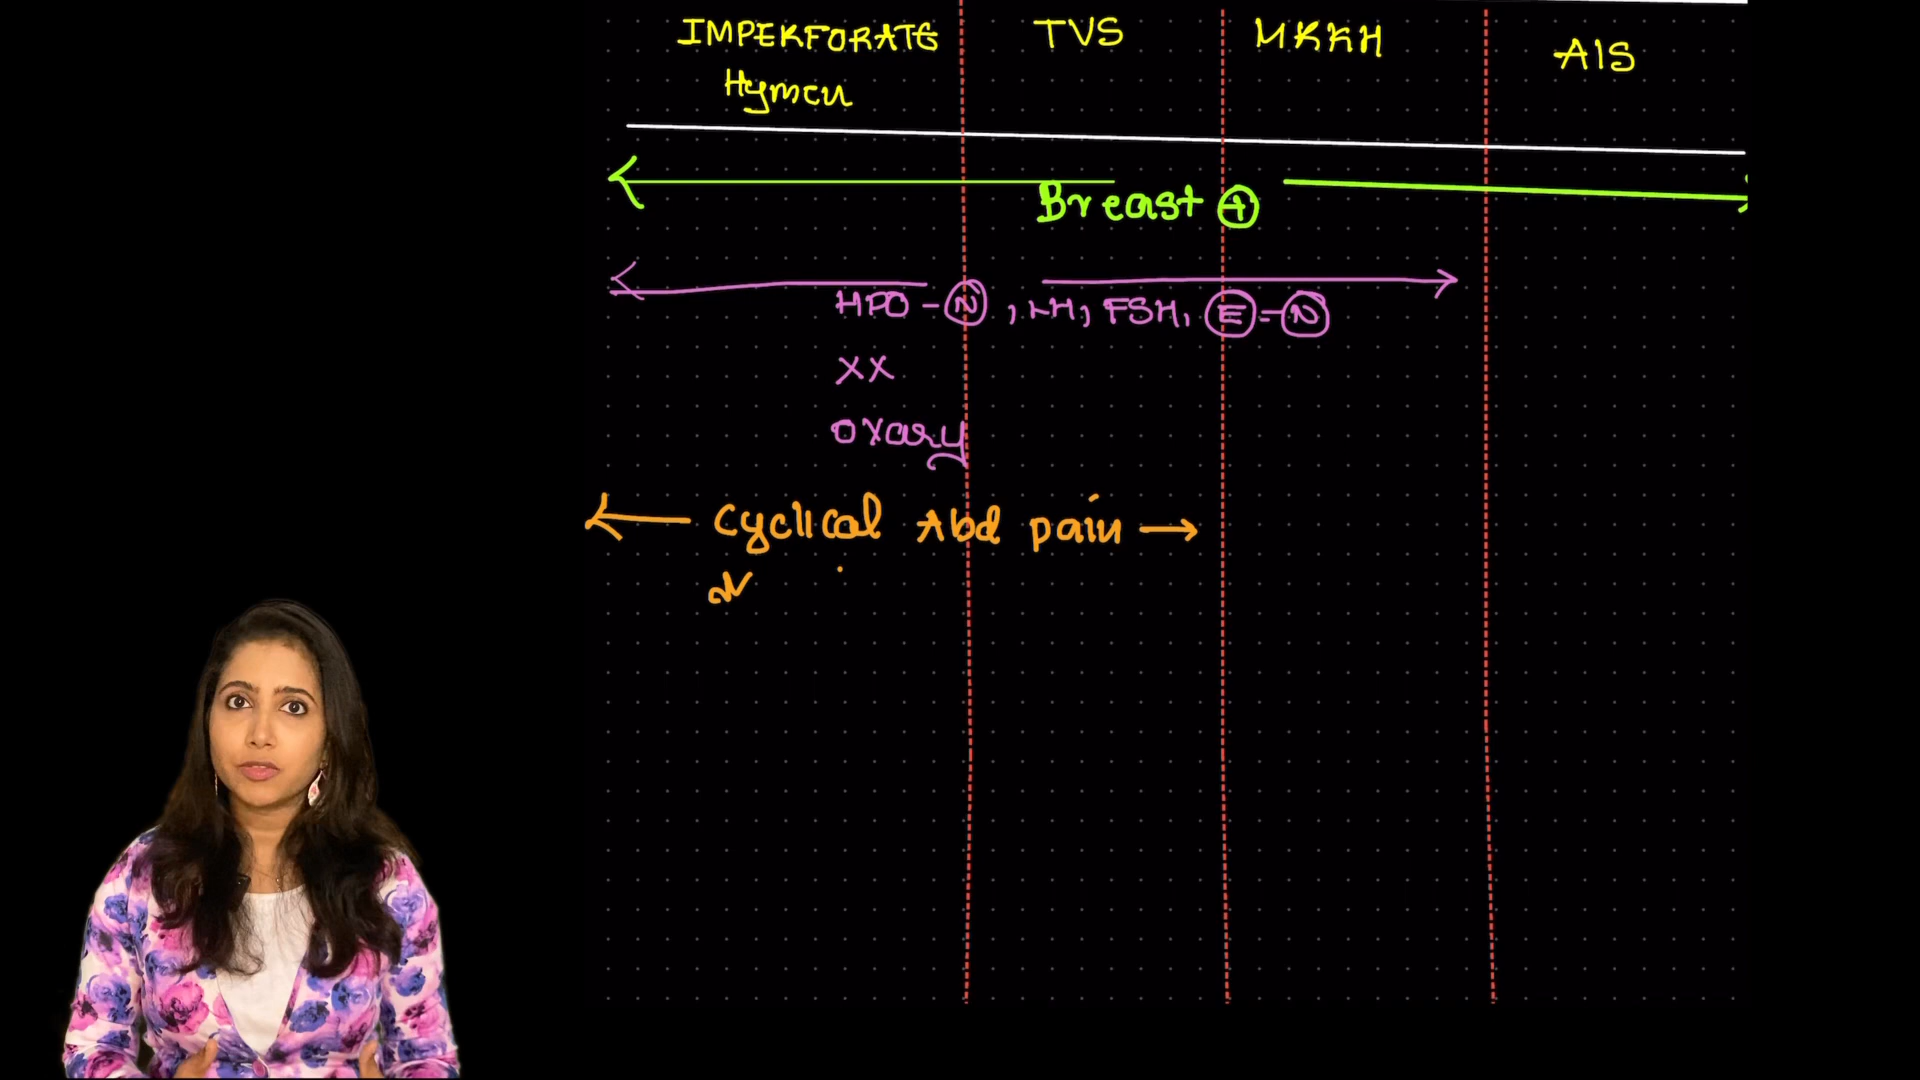 IMPERFORATE Hymen TVS MRKH AIS
Breast +
HPO - N , LH, FSH, E = N
XX
ovary
Cyclical Abd pain